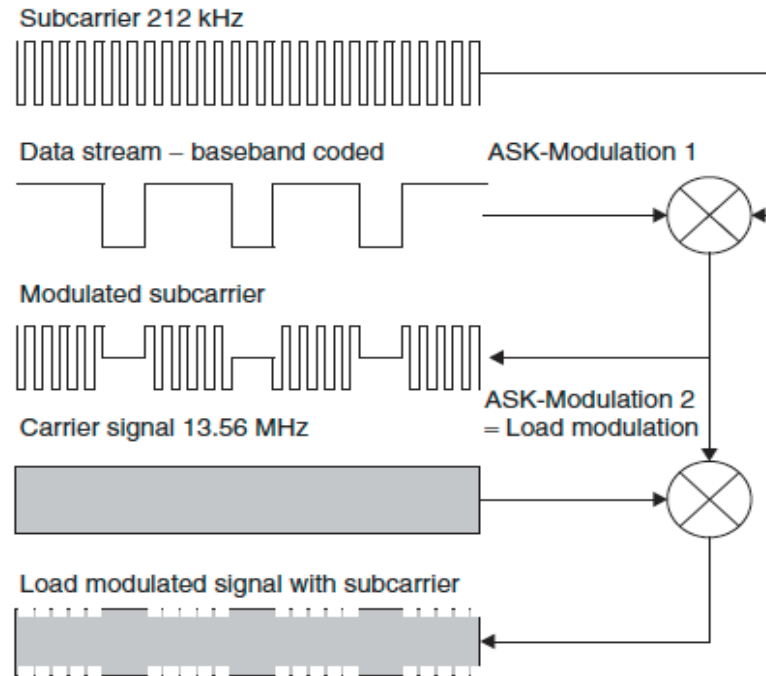 Subcarrier 212 kHz
Data stream – baseband coded
ASK-Modulation 1
Modulated subcarrier
ASK-Modulation 2
= Load modulation
Carrier signal 13.56 MHz
Load modulated signal with subcarrier